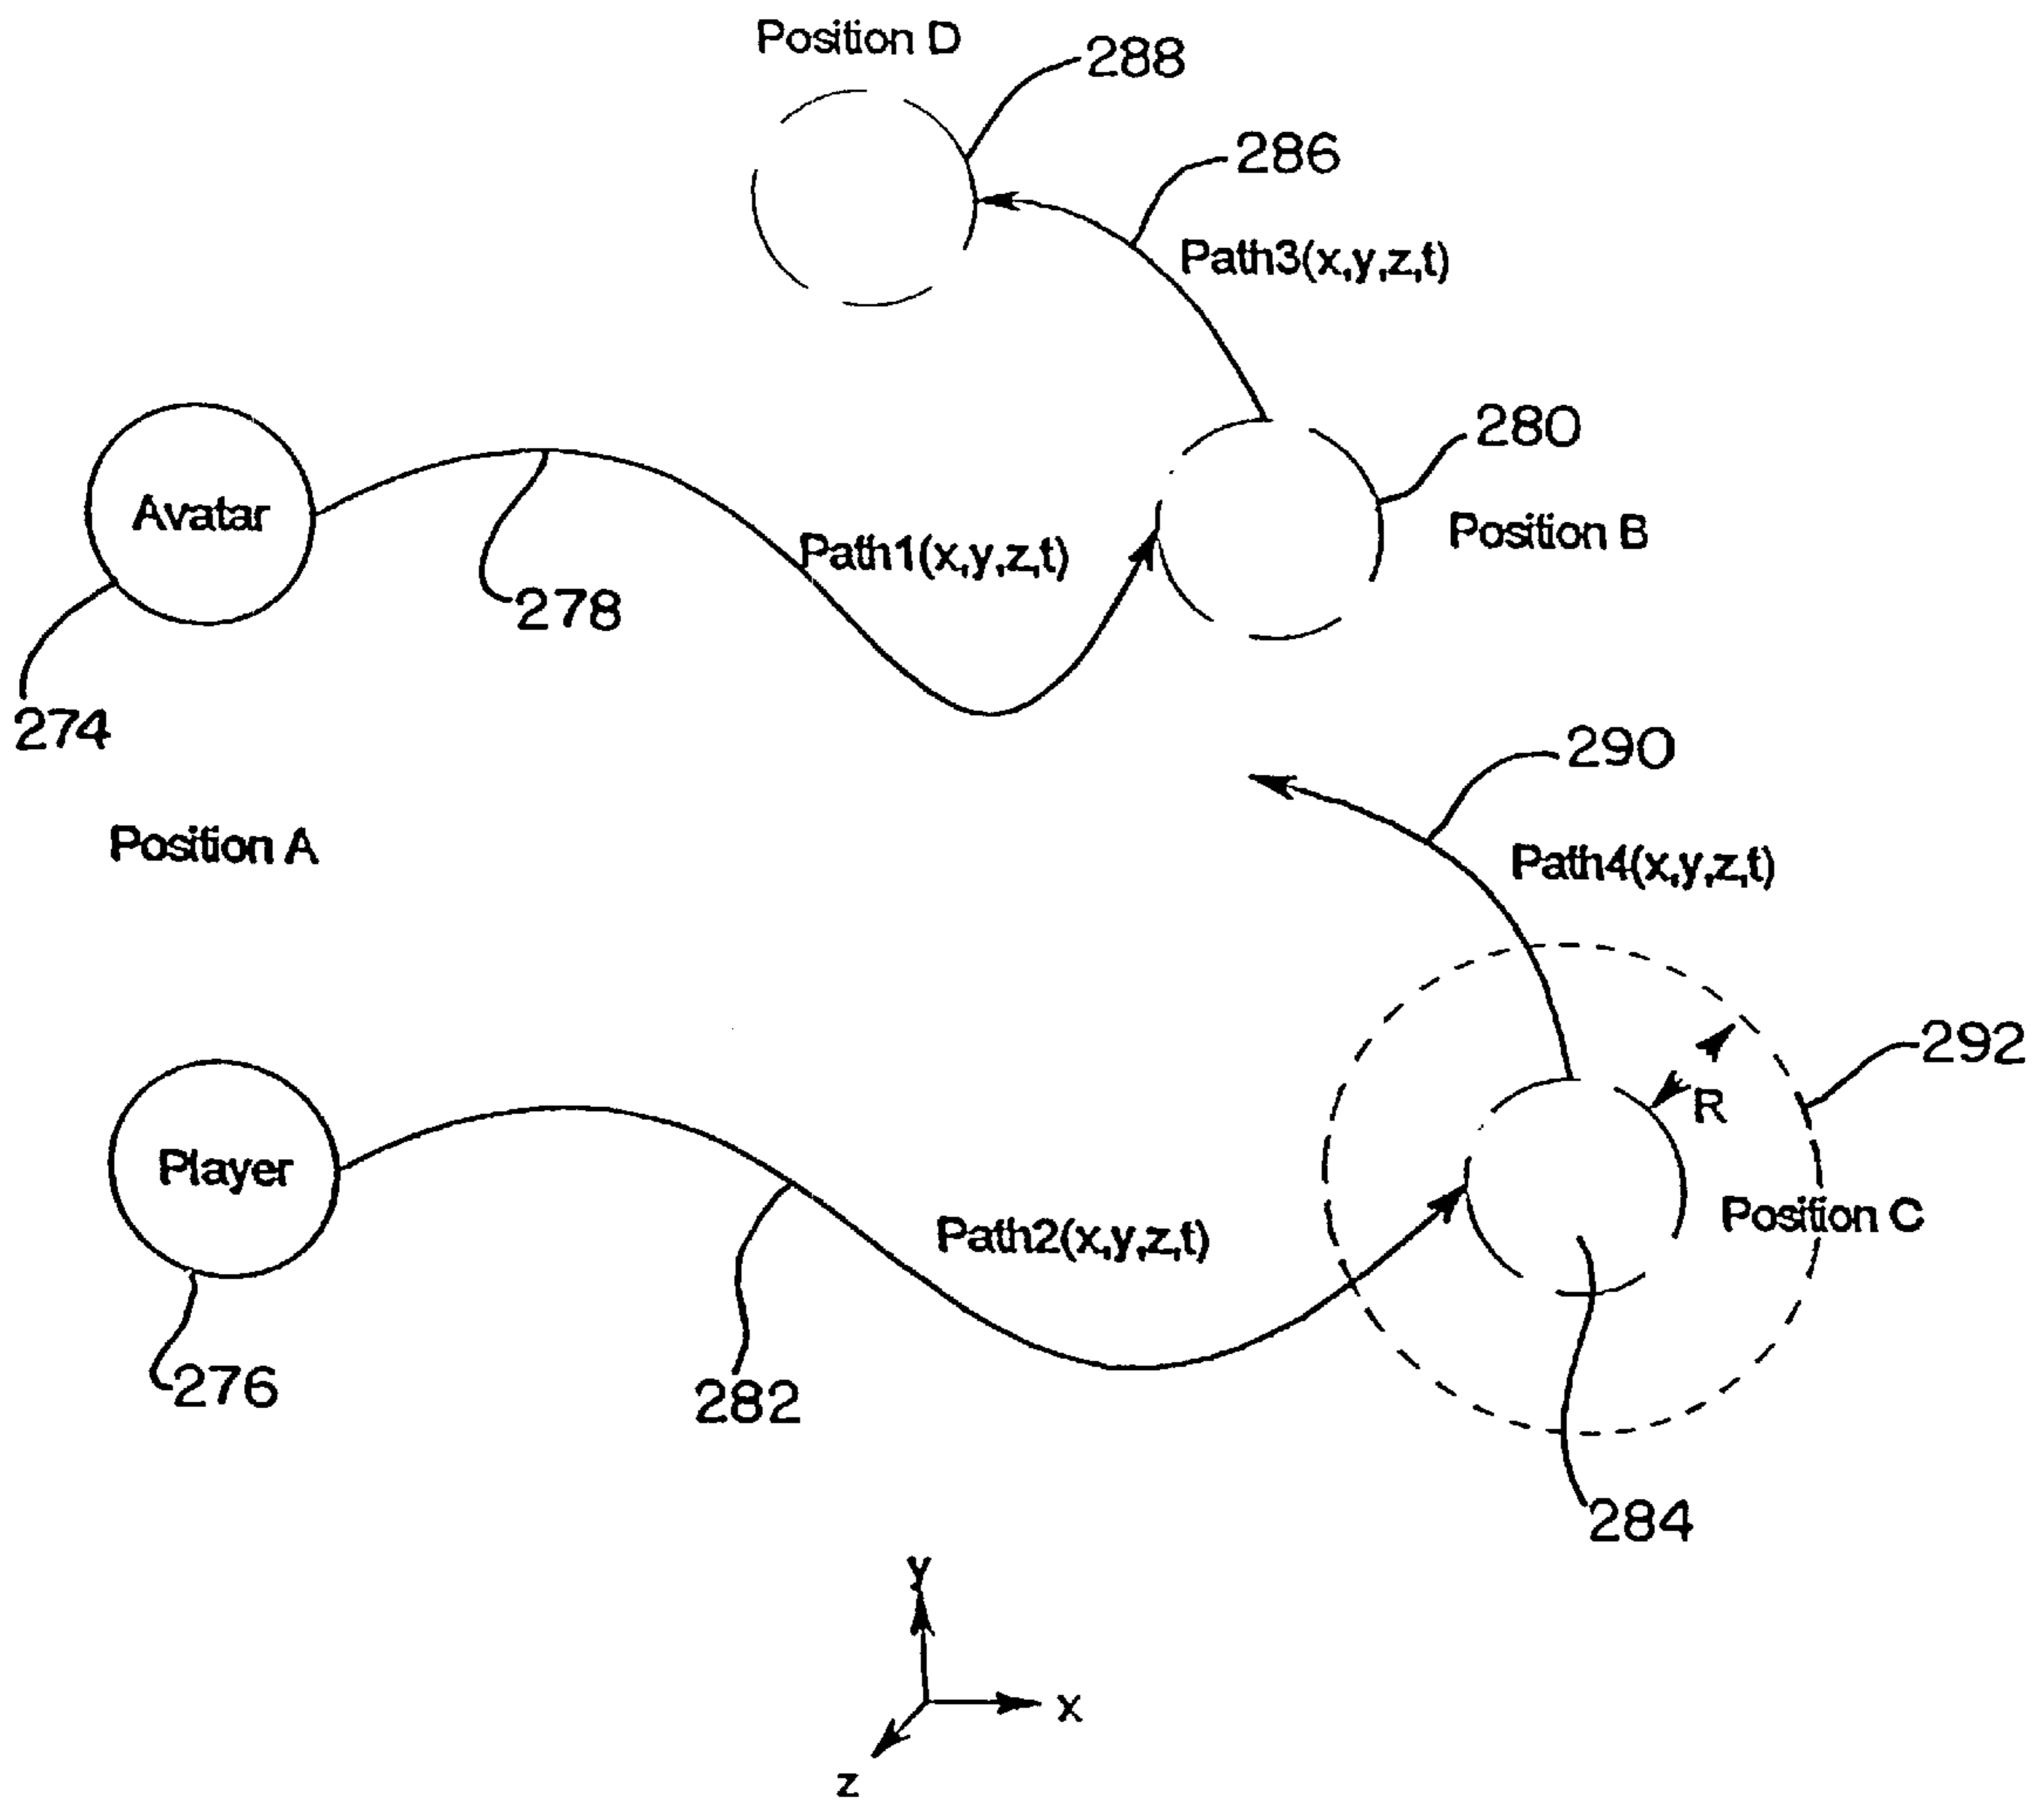 Position D
288
286
Path3(x,y,z,t)
280
Avatar
Position B
Path1(x,y,z,t)
278
274
290
Position A
Path4(x,y,z,t)
292
R
Player
Position C
Path2(x,y,z,t)
276
282
284
y
x
z